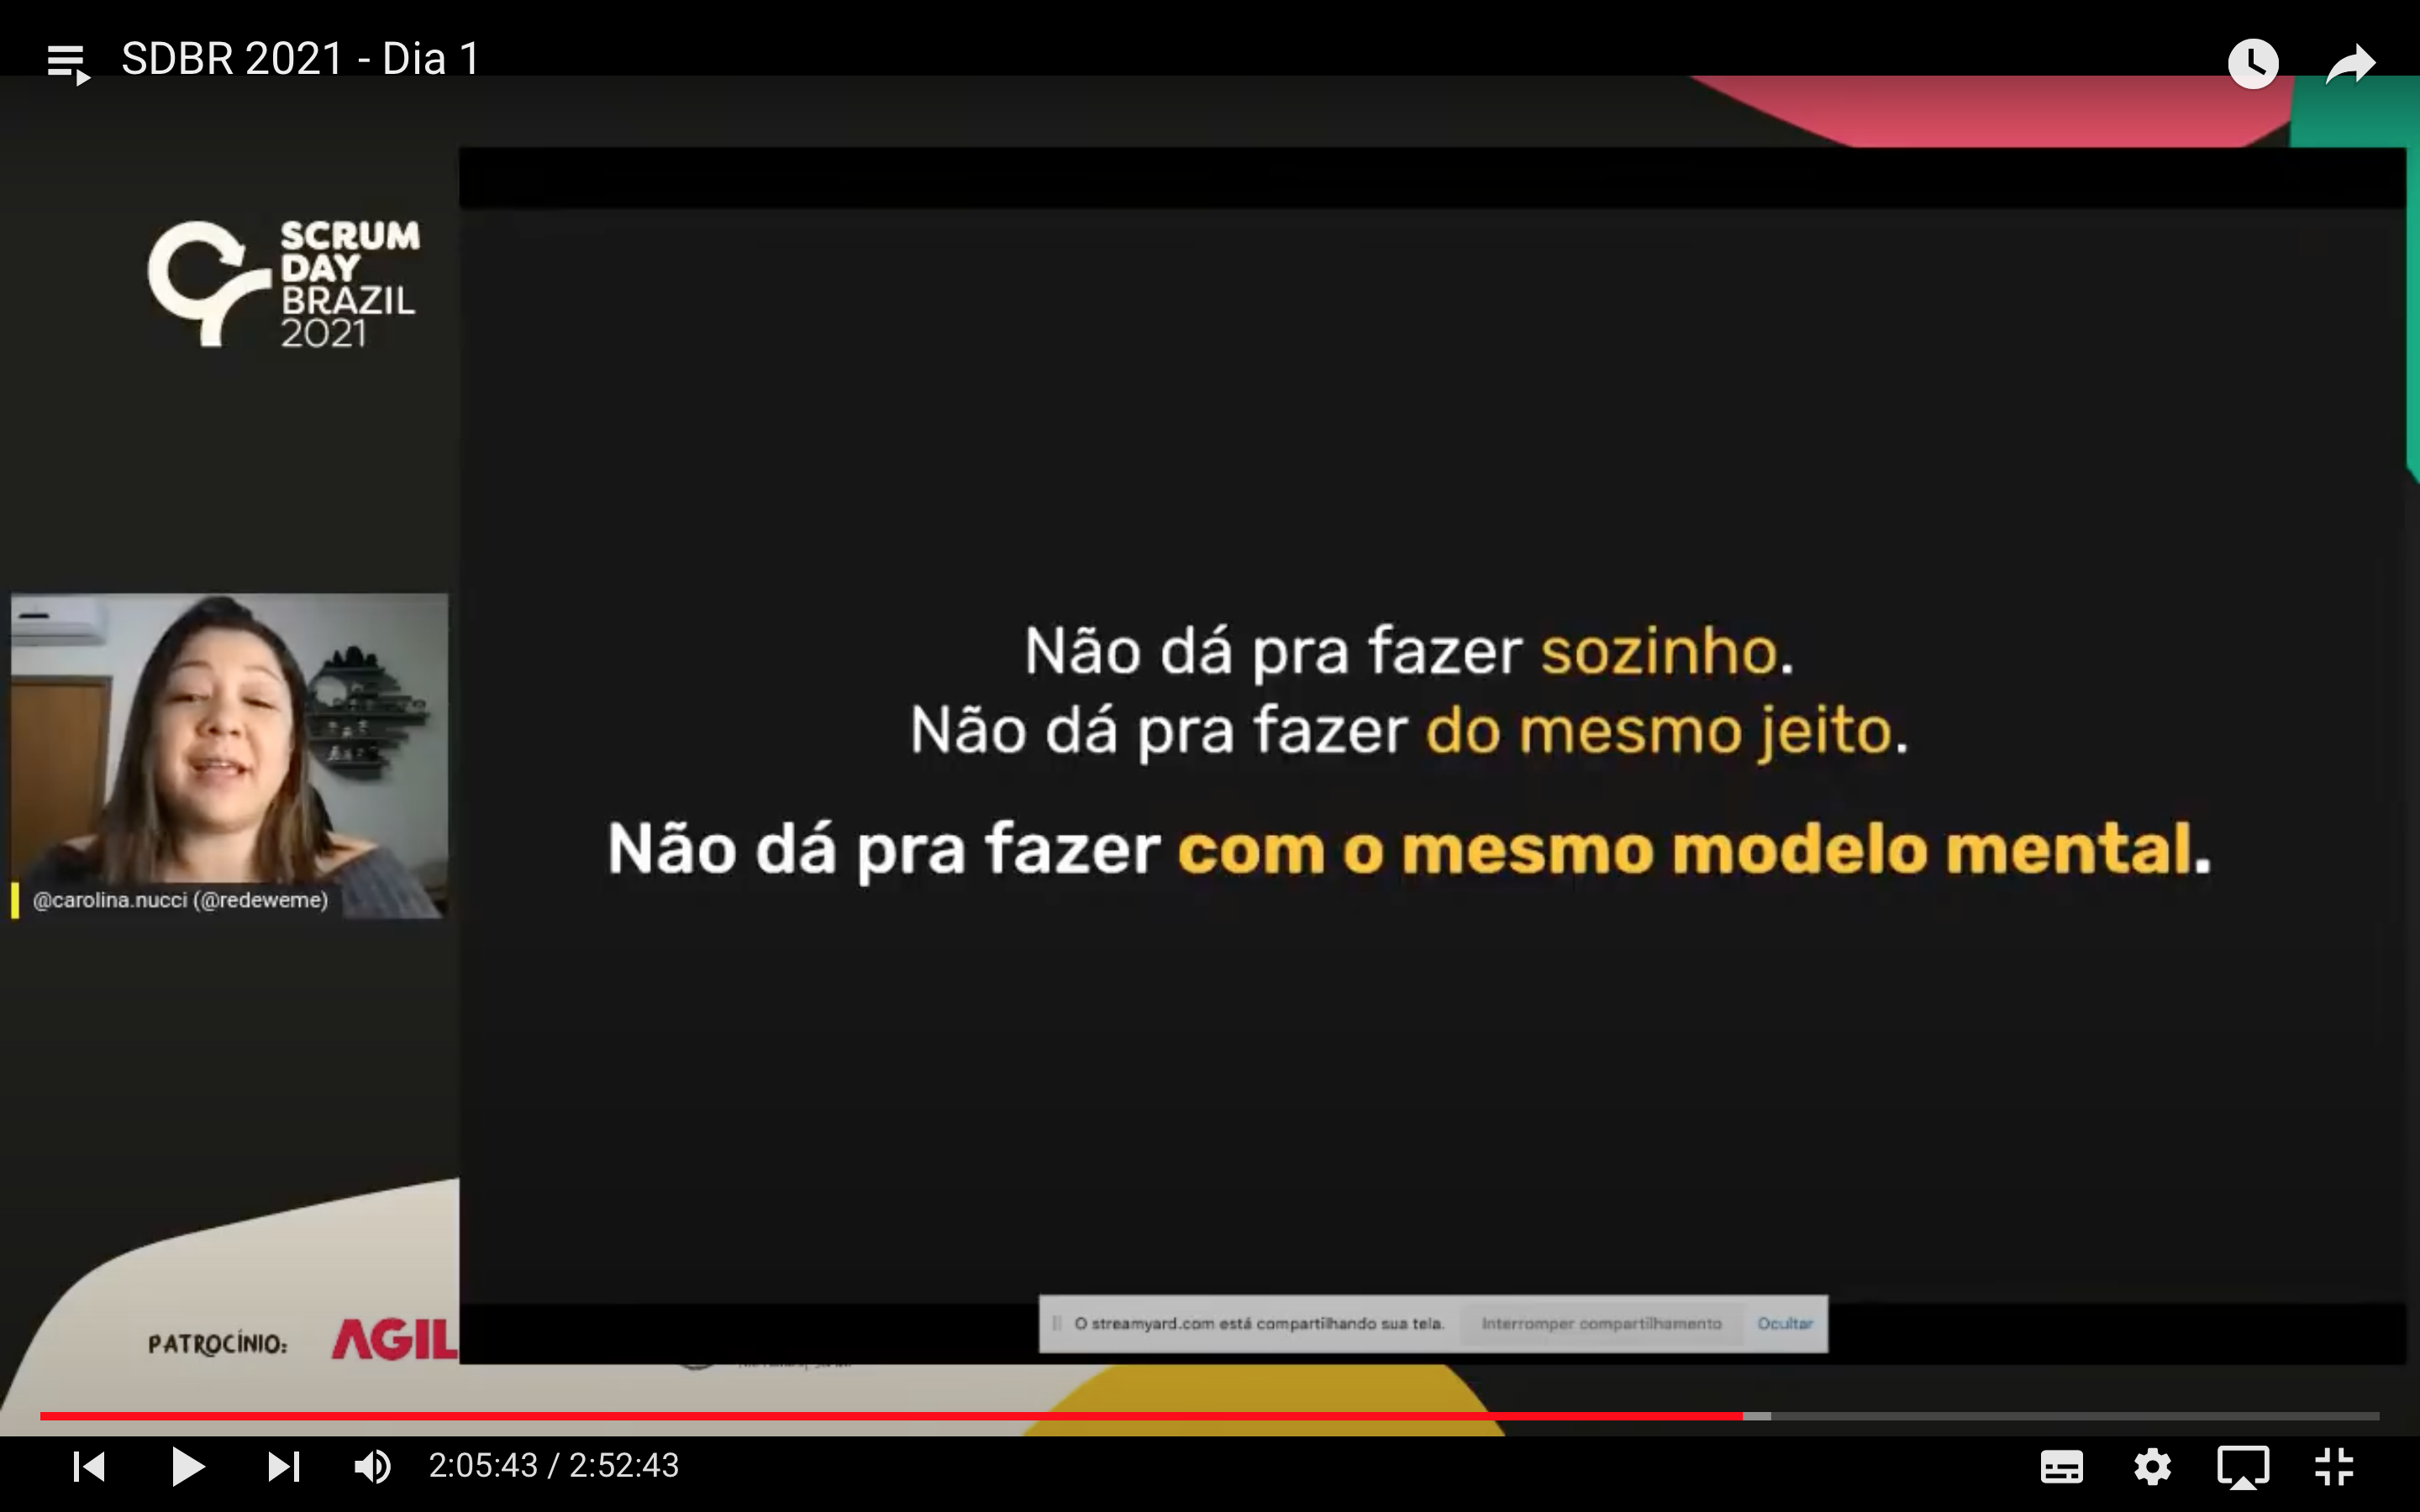 SDBR 2021 - Dia 1
SCRUM
DAY
BRAZIL
2021
Não dá pra fazer sozinho.
Não dá pra fazer do mesmo jeito.
Não dá pra fazer com o mesmo modelo mental.
@carolina.nucci (@redeweme)
PATROCÍNIO: AGIL
O streamyard.com está compartilhando sua tela. Interromper compartilhamento Ocultar
2:05:43 / 2:52:43